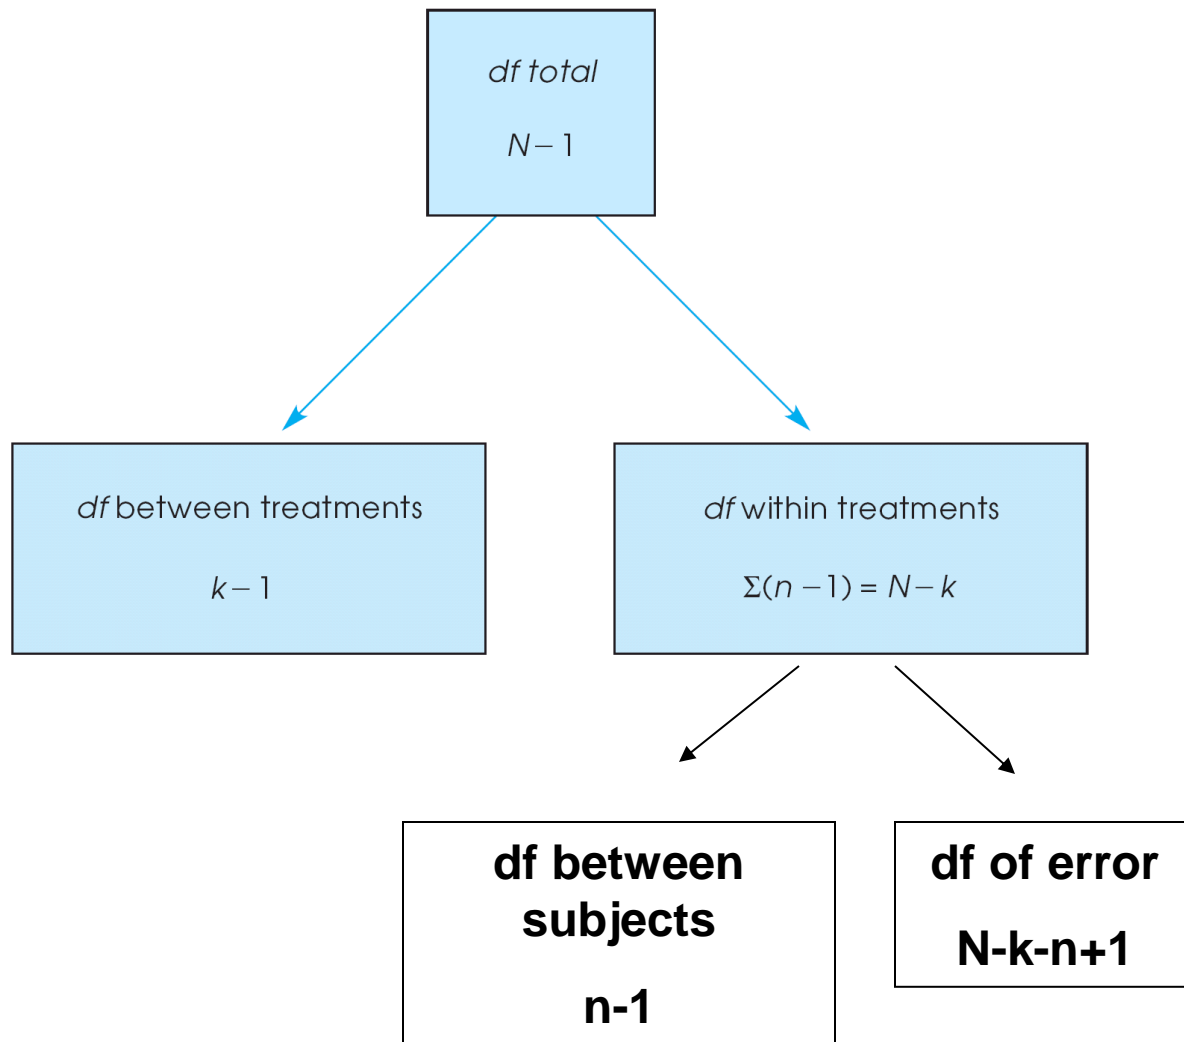 df total
N – 1
df between treatments
k – 1
df within treatments
Σ(n – 1) = N – k
df between
subjects
n-1
df of error
N-k-n+1